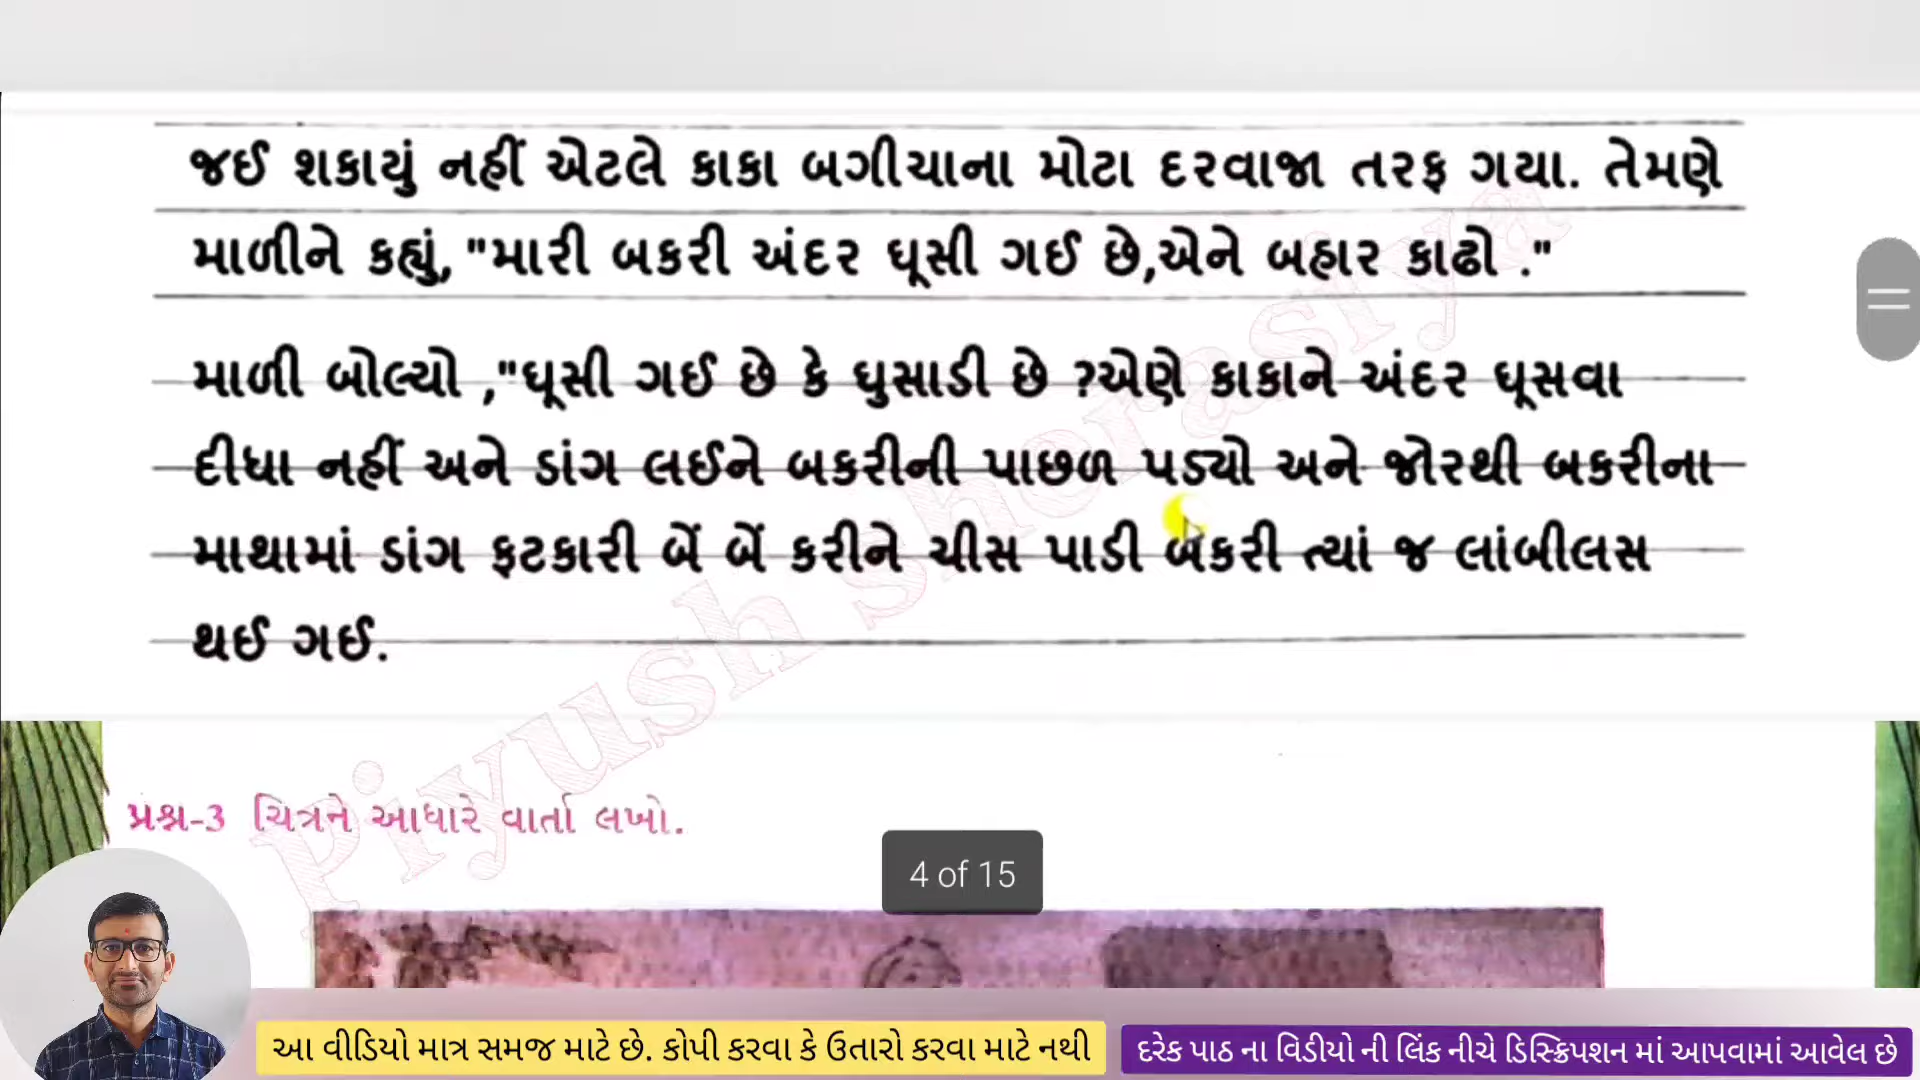 જઈ શકાયું નહીં એટલે કાકા બગીચાના મોટા દરવાજા તરફ ગયા. તેમણે
માળીને કહ્યું, "મારી બકરી અંદર ઘૂસી ગઈ છે,એને બહાર કાઢો ."
માળી બોલ્યો ,"ઘૂસી ગઈ છે કે ઘુસાડી છે ?એણે કાકાને અંદર ઘૂસવા
દીધા નહીં અને ડાંગ લઈને બકરીની પાછળ પડ્યો અને જોરથી બકરીના
માથામાં ડાંગ ફટકારી બેં બેં કરીને ચીસ પાડી બકરી ત્યાં જ લાંબીલસ
થઈ ગઈ.
Piyush shorasiya
પ્રશ્ન-3 ચિત્રને આધારે વાર્તા લખો.
4 of 15
આ વીડિયો માત્ર સમજ માટે છે. કોપી કરવા કે ઉતારો કરવા માટે નથી
દરેક પાઠ ના વિડીયો ની લિંક નીચે ડિસ્ક્રિપશન માં આપવામાં આવેલ છે